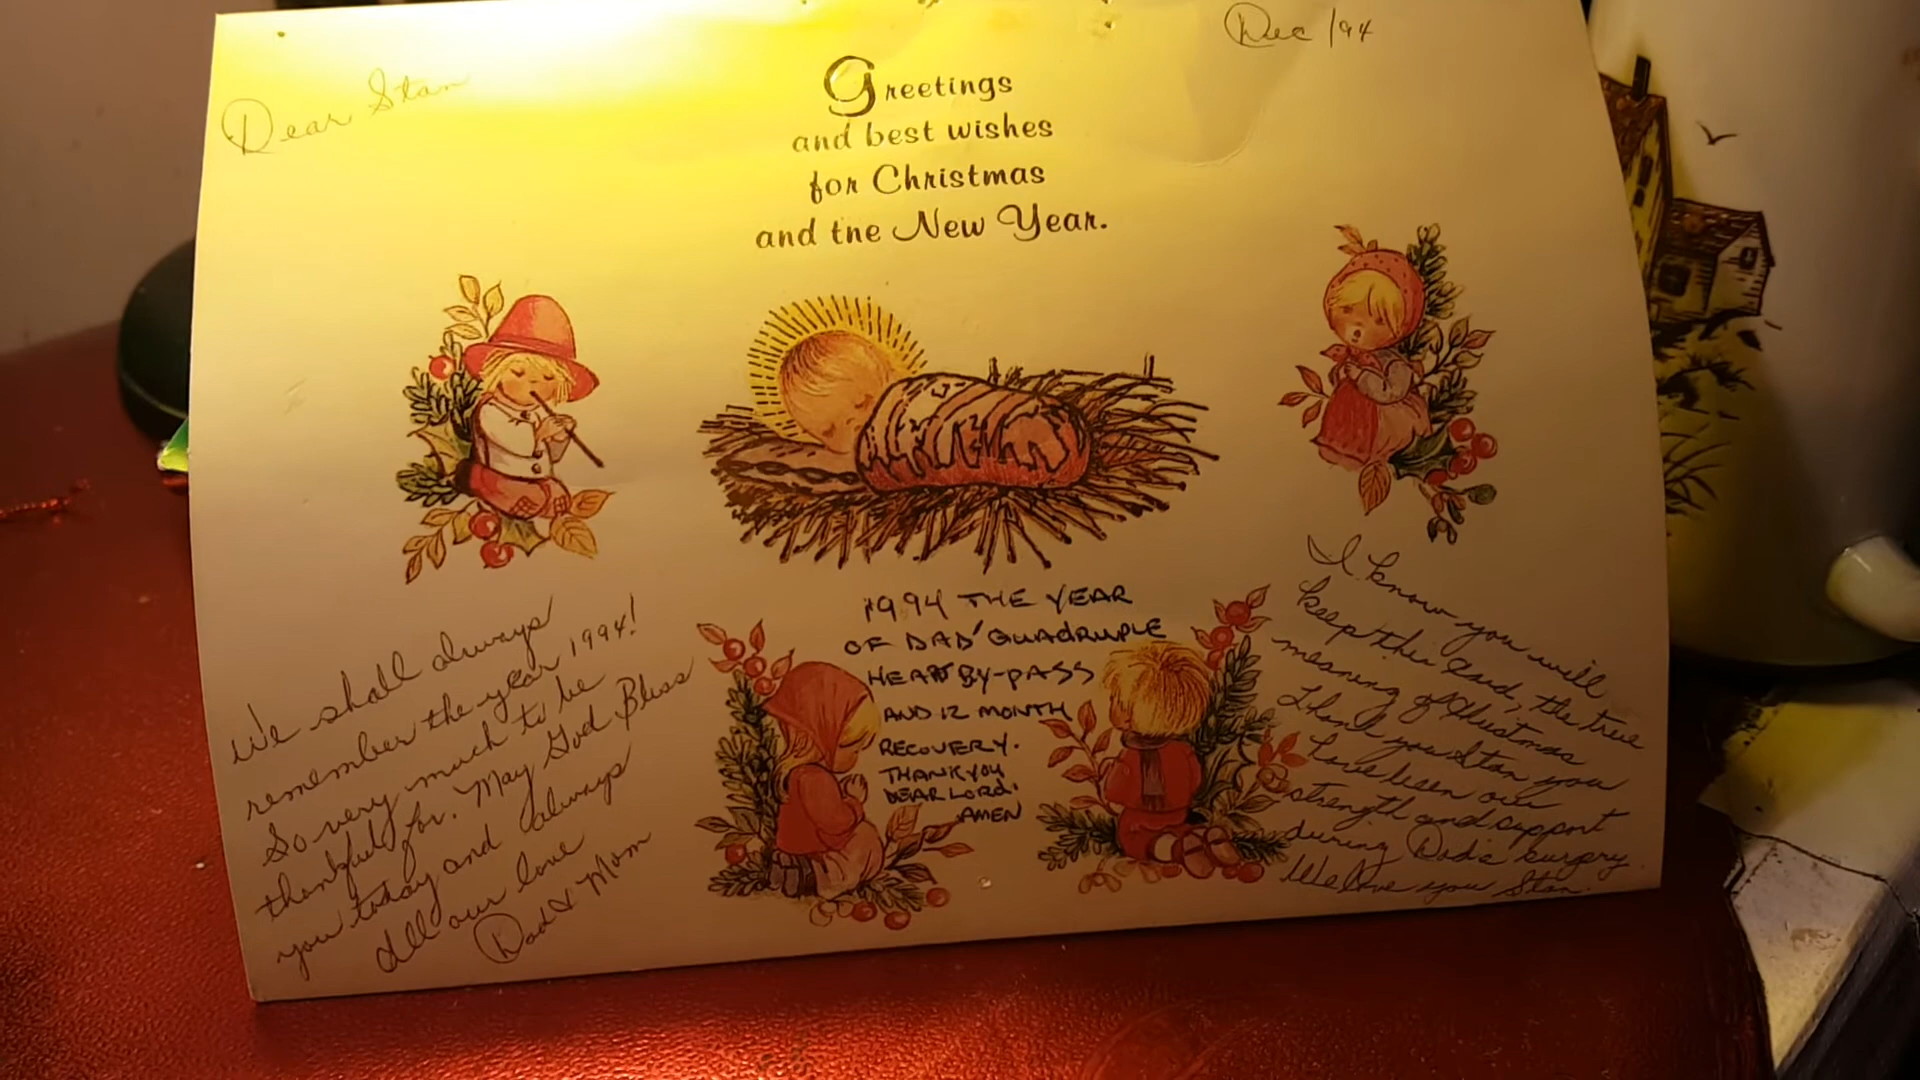 Dec /94
Dear Stan
Greetings
and best wishes
for Christmas
and the New Year.
We shall always
remember the year 1994!
So very much to be
thankful for. May God Bless
you today and always
All our love
Dad & Mom
1994 THE YEAR
OF DAD' QUADRUPLE
HEART BY-PASS
AND 12 MONTH
RECOVERY.
THANK YOU
DEAR LORD.
AMEN
I know you will
keep this Card, the true
meaning of Christmas
Thank you Stan you
have been our
strength and support
during Dad's surgry.
We love you Stan.